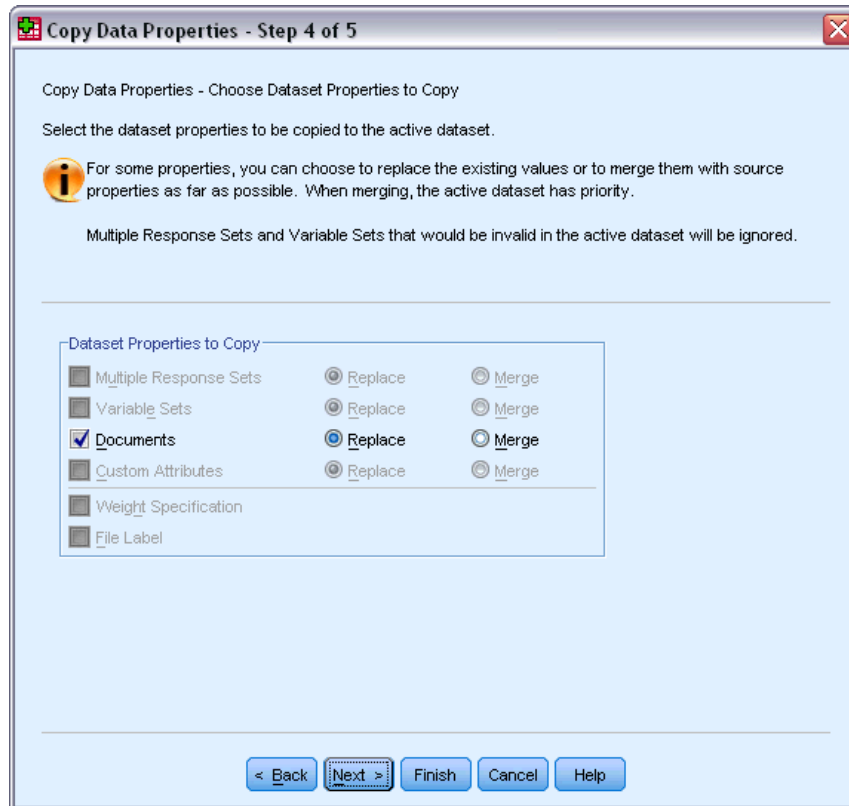 Copy Data Properties - Step 4 of 5
Copy Data Properties - Choose Dataset Properties to Copy
Select the dataset properties to be copied to the active dataset.
For some properties, you can choose to replace the existing values or to merge them with source
properties as far as possible. When merging, the active dataset has priority.
Multiple Response Sets and Variable Sets that would be invalid in the active dataset will be ignored.
Dataset Properties to Copy
Multiple Response Sets Replace Merge
Variable Sets Replace Merge
Documents Replace Merge
Custom Attributes Replace Merge
Weight Specification
File Label
< Back Next > Finish Cancel Help